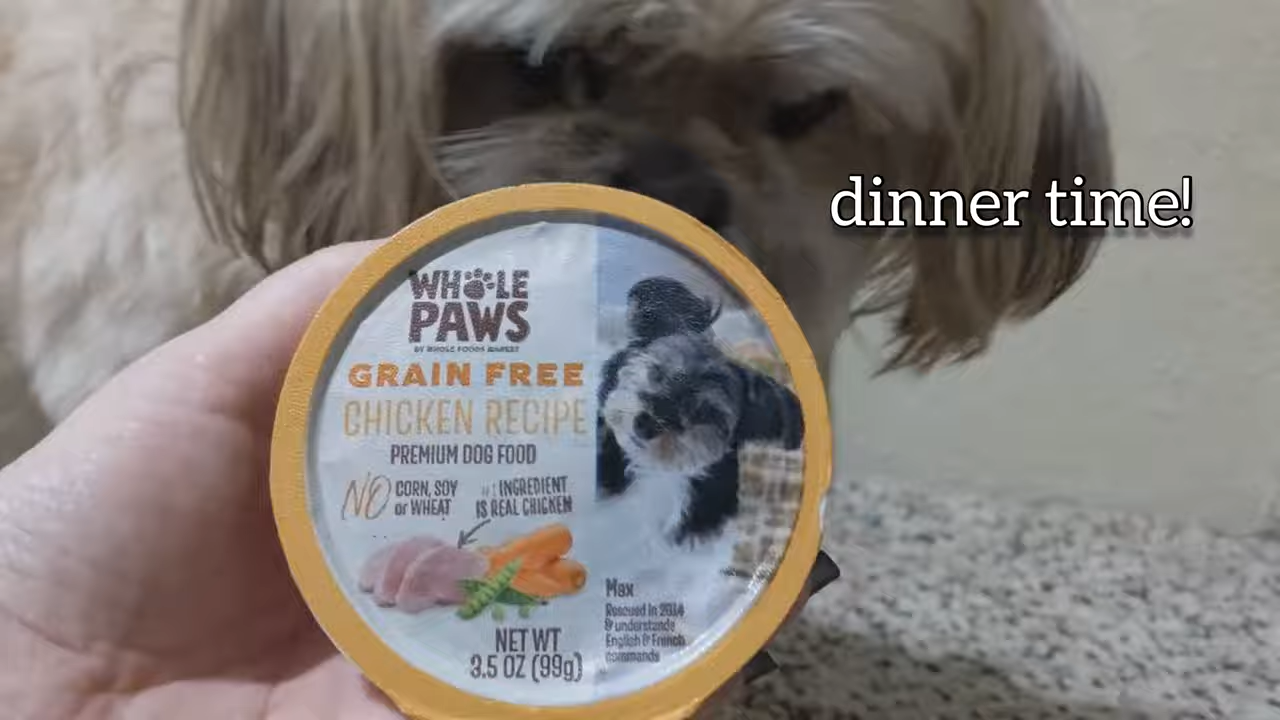 dinner time!
WHOLE
PAWS
BY WHOLE FOODS MARKET
GRAIN FREE
CHICKEN RECIPE
PREMIUM DOG FOOD
NO CORN, SOY
or WHEAT
#1 INGREDIENT
IS REAL CHICKEN
NET WT
3.5 OZ (99g)
Max
Rescued in 2014
& understands
English & French
commands